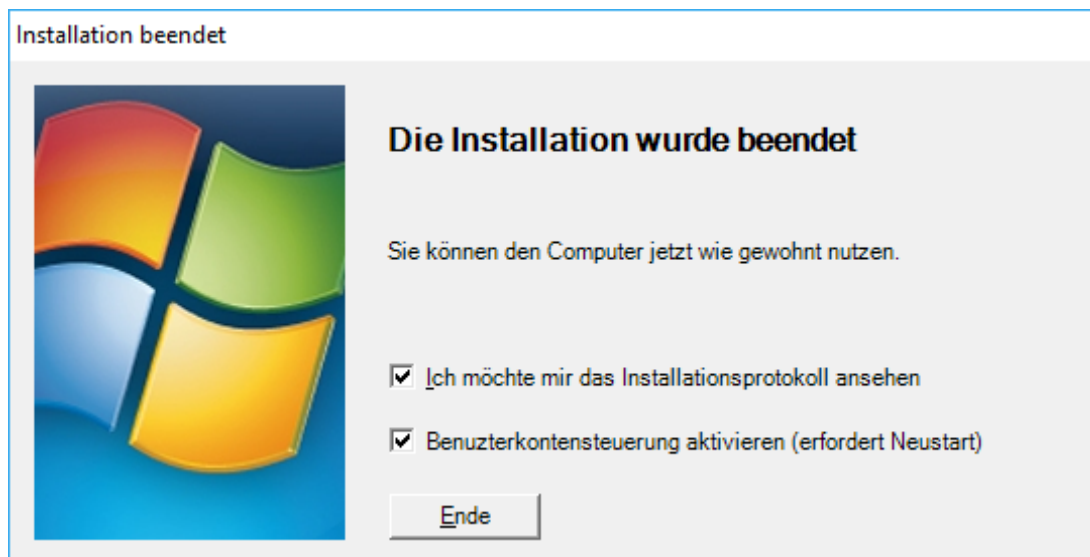 Installation beendet
Die Installation wurde beendet
Sie können den Computer jetzt wie gewohnt nutzen.
Ich möchte mir das Installationsprotokoll ansehen
Benuzterkontensteuerung aktivieren (erfordert Neustart)
Ende